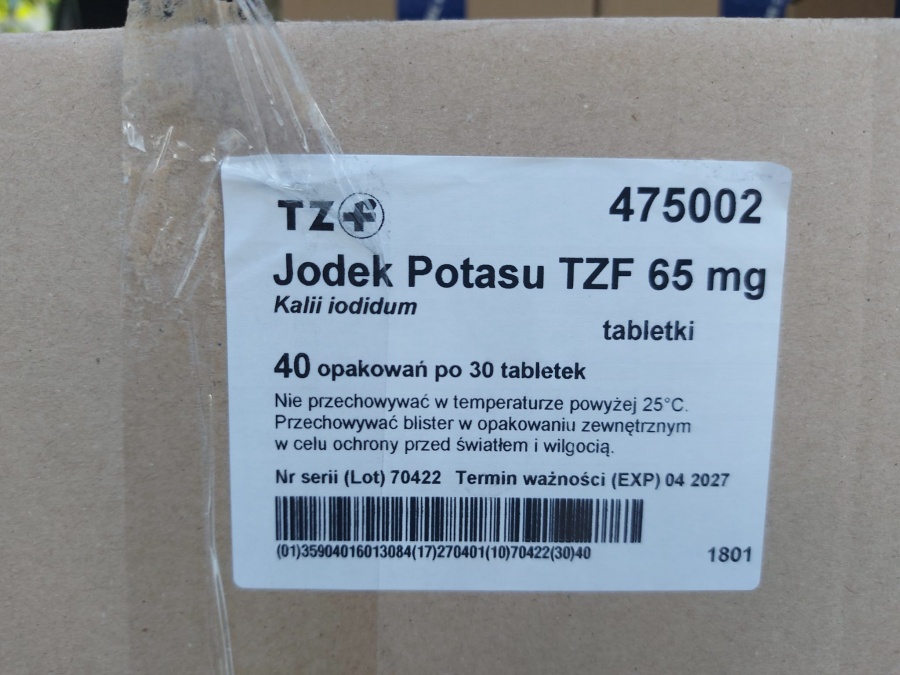 TZF
475002
Jodek Potasu TZF 65 mg
Kalii iodidum
tabletki
40 opakowań po 30 tabletek
Nie przechowywać w temperaturze powyżej 25°C.
Przechowywać blister w opakowaniu zewnętrznym
w celu ochrony przed światłem i wilgocią.
Nr serii (Lot) 70422 Termin ważności (EXP) 04 2027
(01)35904016013084(17)270401(10)70422(30)40
1801